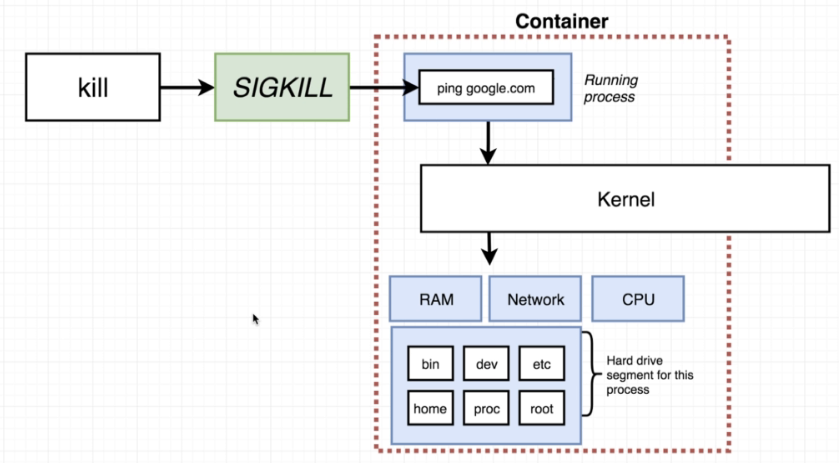 Container
kill
SIGKILL
ping google.com
Running
process
Kernel
RAM
Network
CPU
bin
dev
etc
home
proc
root
Hard drive
segment for this
process